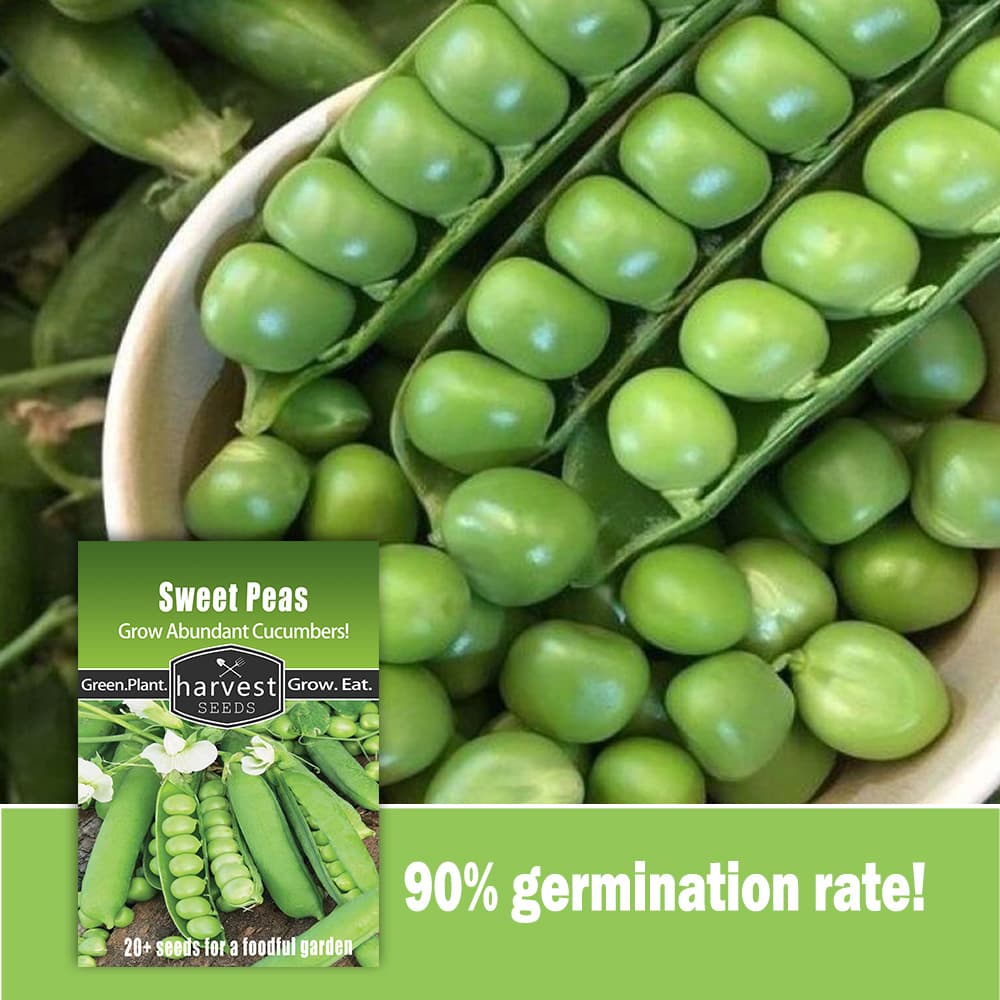 Sweet Peas
Grow Abundant Cucumbers!
Green.Plant. harvest Grow. Eat.
SEEDS
20+ seeds for a foodful garden
90% germination rate!